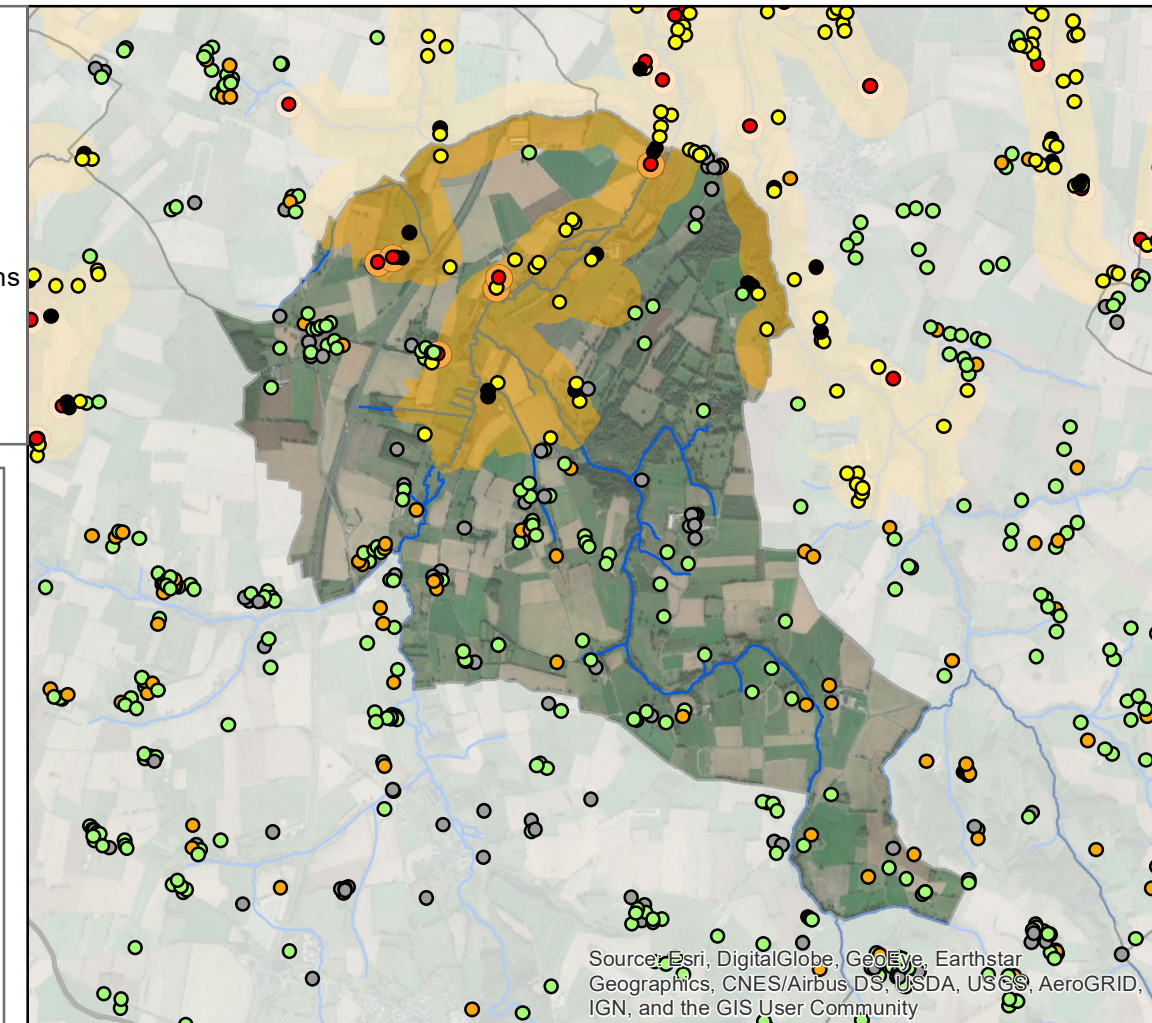 ns
Source: Esri, DigitalGlobe, GeoEye, Earthstar
Geographics, CNES/Airbus DS, USDA, USGS, AeroGRID,
IGN, and the GIS User Community